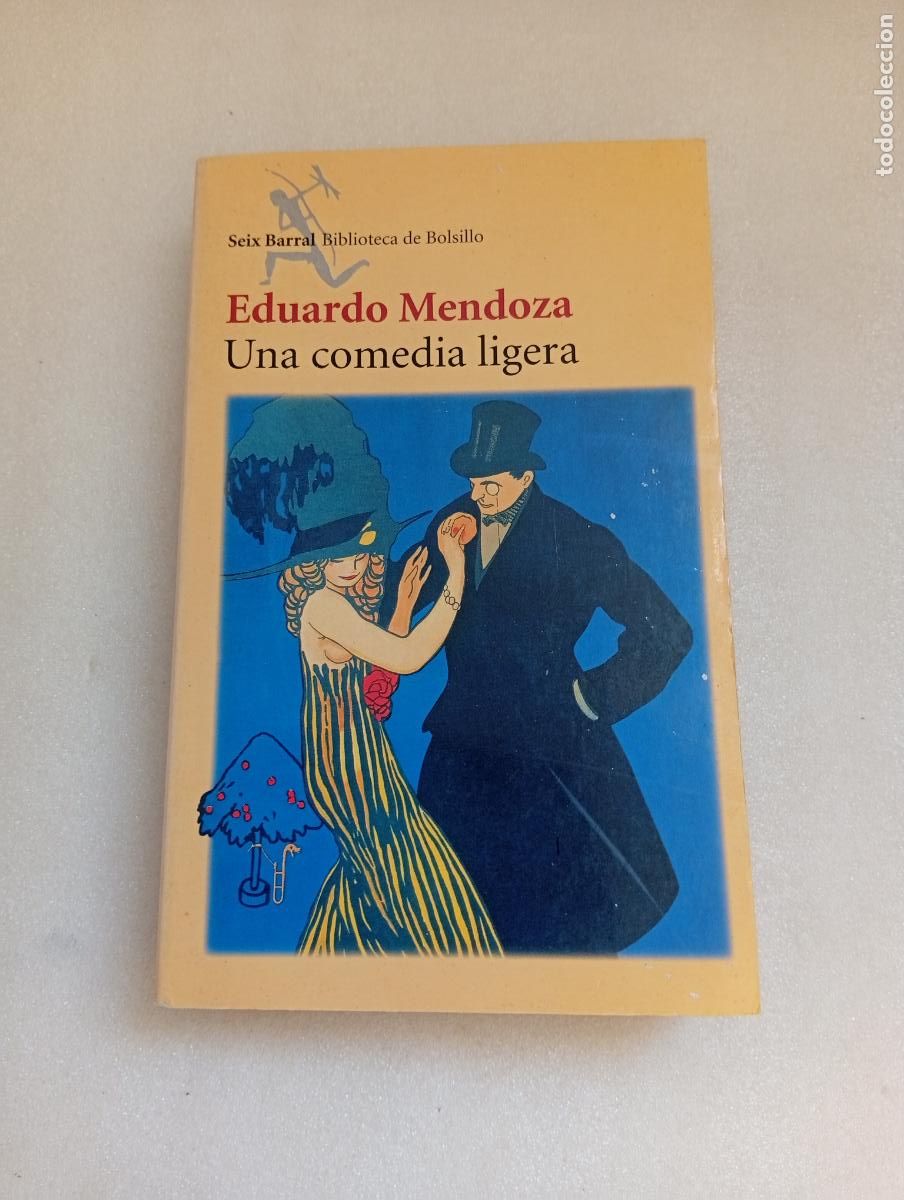 todocoleccion
Seix Barral Biblioteca de Bolsillo
Eduardo Mendoza
Una comedia ligera